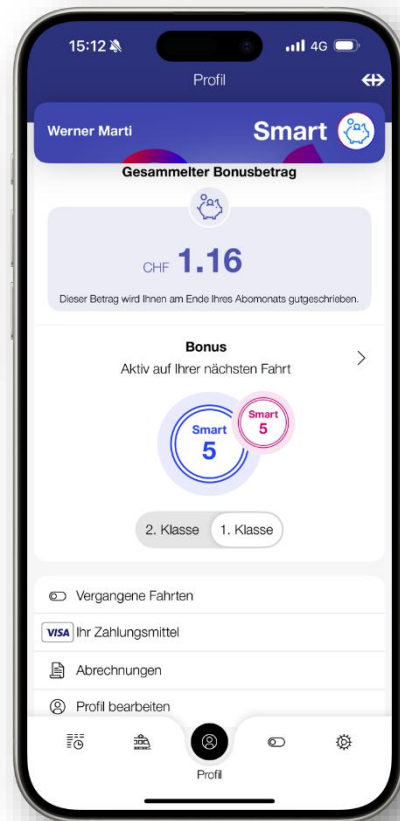 15:12 4G
Profil
Werner Marti Smart
Gesammelter Bonusbetrag
CHF 1.16
Dieser Betrag wird Ihnen am Ende Ihres Abomonats gutgeschrieben.
Bonus
Aktiv auf Ihrer nächsten Fahrt
Smart
5
Smart
5
2. Klasse 1. Klasse
Vergangene Fahrten
VISA Ihr Zahlungsmittel
Abrechnungen
Profil bearbeiten
Profil